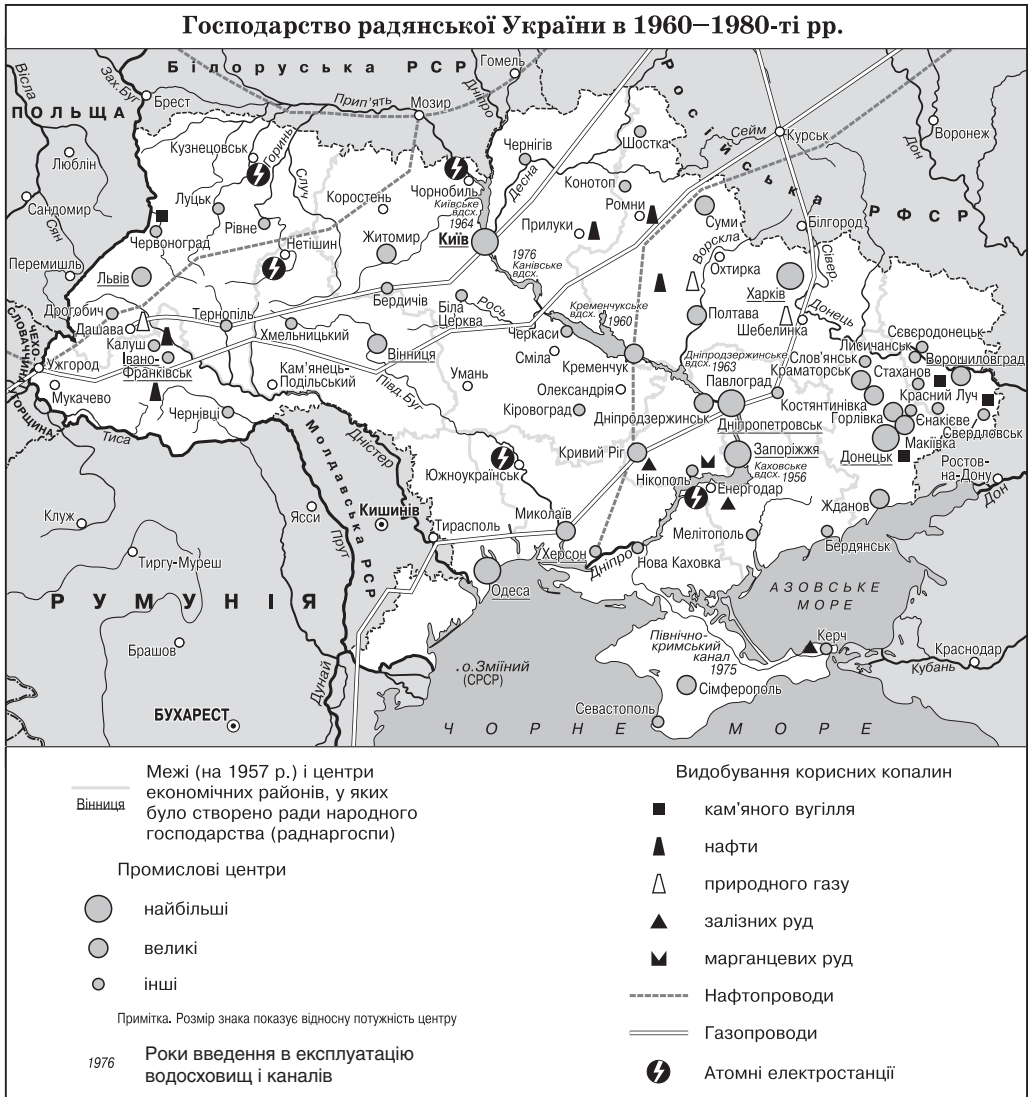 Господарство радянської України в 1960–1980-ті рр.
Білоруська РСР
Гомель
Вісла
Зах. Буг
Брест
Прип'ять
Мозир
Дніпро
Російська РФСР
ПОЛЬЩА
Кузнецовськ
Горинь
Чернігів
Шостка
Сейм
Курськ
Воронеж
Дон
Люблін
Случ
Чорнобиль
Десна
Конотоп
Луцьк
Коростень
Київське
вдсх.
1964
Ромни
Сандомир
Сян
Рівне
Прилуки
Суми
Білгород
Червоноград
Нетішин
Житомир
Київ
1976
Канівське
вдсх.
Ворскла
Сівер.
Донець
Перемишль
Львів
Охтирка
Бердичів
Харків
Дрогобич
Тернопіль
Біла
Церква
Рось
Кременчукське
вдсх. 1960
Полтава
Шебелинка
ЧЕХО-
СЛОВАЧЧИНА
Дашава
Калуш
Хмельницький
Черкаси
Сєвєродонецьк
Лисичанськ
Івано-
Франківськ
Вінниця
Сміла
Дніпродзержинське
вдсх. 1963
Слов'янськ
Ворошиловград
Ужгород
Кам'янець-
Подільський
Умань
Кременчук
Краматорськ
Стаханов
Мукачево
Півд. Буг
Олександрія
Павлоград
УГОРЩИНА
Костянтинівка
Красний Луч
Чернівці
Кіровоград
Дніпродзержинськ
Дніпропетровськ
Горлівка
Єнакієве
Свердловськ
Тиса
Дністер
Молдавська РСР
Кривий Ріг
Запоріжжя
Макіївка
Донецьк
Южноукраїнськ
Нікополь
Каховське
вдсх. 1956
Ростов-
на-Дону
Дон
Енергодар
Клуж
Ясси
Кишинів
Миколаїв
Жданов
Тирасполь
Мелітополь
Тиргу-Муреш
Прут
Херсон
Дніпро
Бердянськ
Нова Каховка
РУМУНІЯ
Одеса
АЗОВСЬКЕ
МОРЕ
Північно-
кримський
канал
1975
Керч
Брашов
Краснодар
о. Зміїний
(СРСР)
Кубань
Дунай
Сімферополь
БУХАРЕСТ
Севастополь
ЧОРНЕ МОРЕ
Межі (на 1957 р.) і центри
економічних районів, у яких
Вінниця
було створено ради народного
господарства (раднаргоспи)
Промислові центри
найбільші
великі
інші
Примітка. Розмір знака показує відносну потужність центру
1976
Роки введення в експлуатацію
водосховищ і каналів
Видобування корисних копалин
кам'яного вугілля
нафти
природного газу
залізних руд
марганцевих руд
Нафтопроводи
Газопроводи
Атомні електростанції